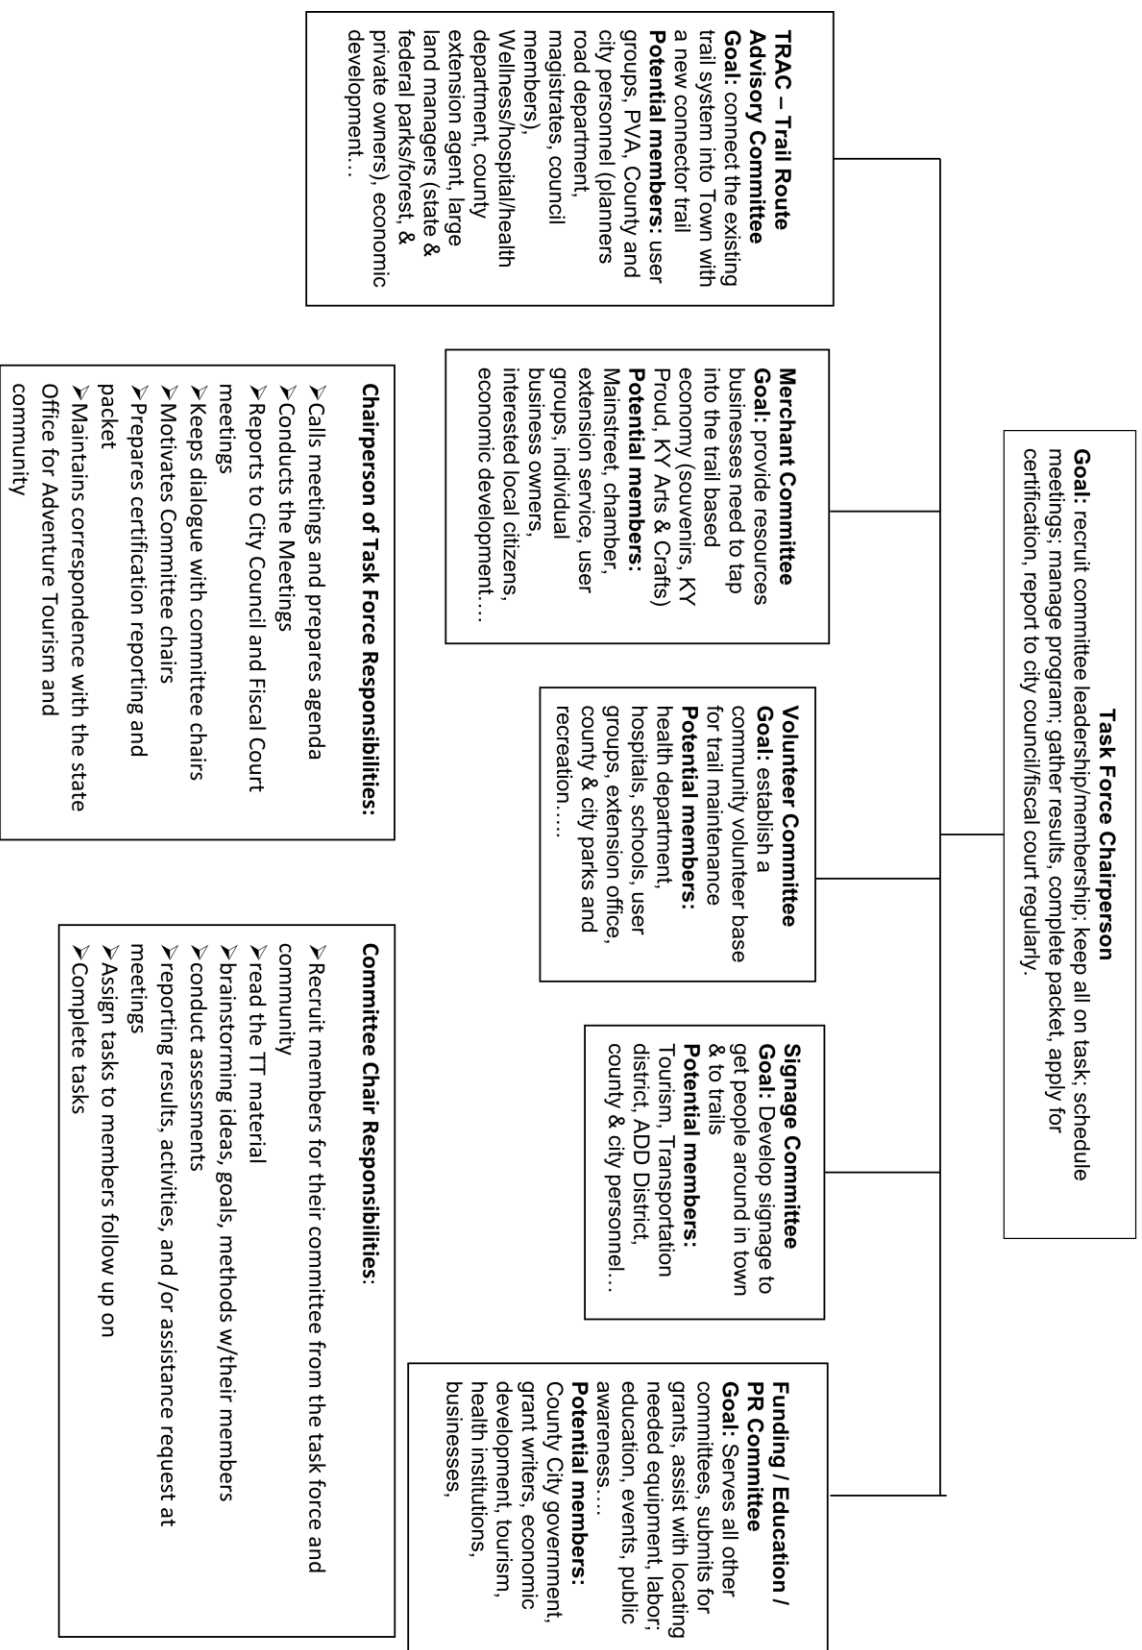 Task Force Chairperson
Goal: recruit committee leadership/membership; keep all on task; schedule
meetings; manage program; gather results, complete packet, apply for
certification, report to city council/fiscal court regularly.
TRAC – Trail Route
Advisory Committee
Goal: connect the existing
trail system into Town with
a new connector trail
Potential members: user
groups, PVA, County and
city personnel (planners
road department,
magistrates, council
members),
Wellness/hospital/health
department, county
extension agent, large
land managers (state &
federal parks/forest, &
private owners), economic
development…
Merchant Committee
Goal: provide resources
businesses need to tap
into the trail based
economy (souvenirs, KY
Proud, KY Arts & Crafts)
Potential members:
Mainstreet, chamber,
extension service, user
groups, individual
business owners,
interested local citizens,
economic development….
Volunteer Committee
Goal: establish a
community volunteer base
for trail maintenance
Potential members:
health department,
hospitals, schools, user
groups, extension office,
county & city parks and
recreation…..
Signage Committee
Goal: Develop signage to
get people around in town
& to trails
Potential members:
Tourism, Transportation
district, ADD District,
county & city personnel…
Funding / Education /
PR Committee
Goal: Serves all other
committees, submits for
grants, assist with locating
needed equipment, labor;
education, events, public
awareness….
Potential members:
County City government,
grant writers, economic
development, tourism,
health institutions,
businesses,
Chairperson of Task Force Responsibilities:
➢Calls meetings and prepares agenda
➢Conducts the Meetings
➢Reports to City Council and Fiscal Court
meetings
➢Keeps dialogue with committee chairs
➢Motivates Committee chairs
➢Prepares certification reporting and
packet
➢Maintains correspondence with the state
Office for Adventure Tourism and
community
Committee Chair Responsibilities:
➢Recruit members for their committee from the task force and
community
➢read the TT material
➢brainstorming ideas, goals, methods w/their members
➢conduct assessments
➢reporting results, activities, and /or assistance request at
meetings
➢Assign tasks to members follow up on
➢Complete tasks